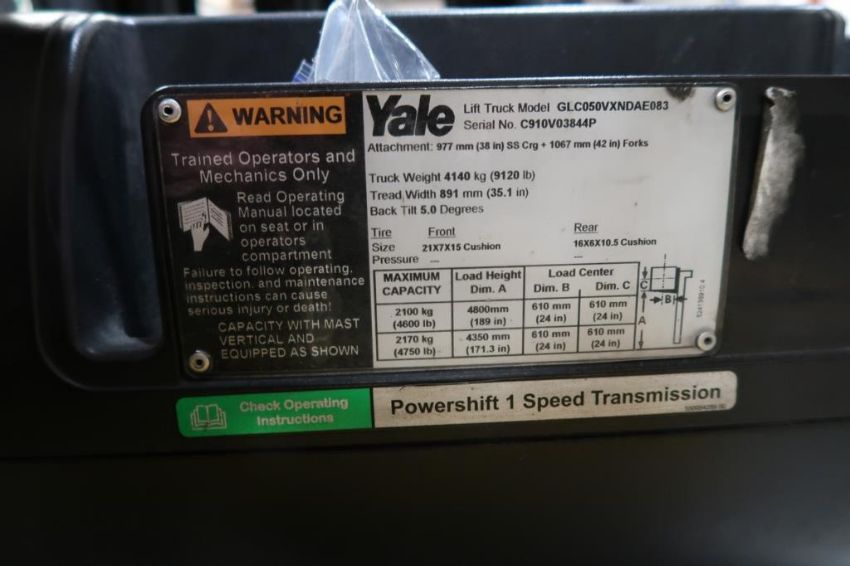 WARNING
Trained Operators and
Mechanics Only
Read Operating
Manual located
on seat or in
operators
compartment
Failure to follow operating,
inspection, and maintenance
instructions can cause
serious injury or death!
CAPACITY WITH MAST
VERTICAL AND
EQUIPPED AS SHOWN
Yale
Lift Truck Model GLC050VXNDAE083
Serial No. C910V03844P
Attachment: 977 mm (38 in) SS Crg + 1067 mm (42 in) Forks
Truck Weight 4140 kg (9120 lb)
Tread Width 891 mm (35.1 in)
Back Tilt 5.0 Degrees
Tire Front Rear
Size 21X7X15 Cushion 16X6X10.5 Cushion
Pressure --- ---
MAXIMUM Load Height Load Center
CAPACITY Dim. A Dim. B Dim. C
2100 kg 4800mm 610 mm 610 mm
(4600 lb) (189 in) (24 in) (24 in)
2170 kg 4350 mm 610 mm 610 mm
(4750 lb) (171.3 in) (24 in) (24 in)
C
B
A
Check Operating
Instructions
Powershift 1 Speed Transmission